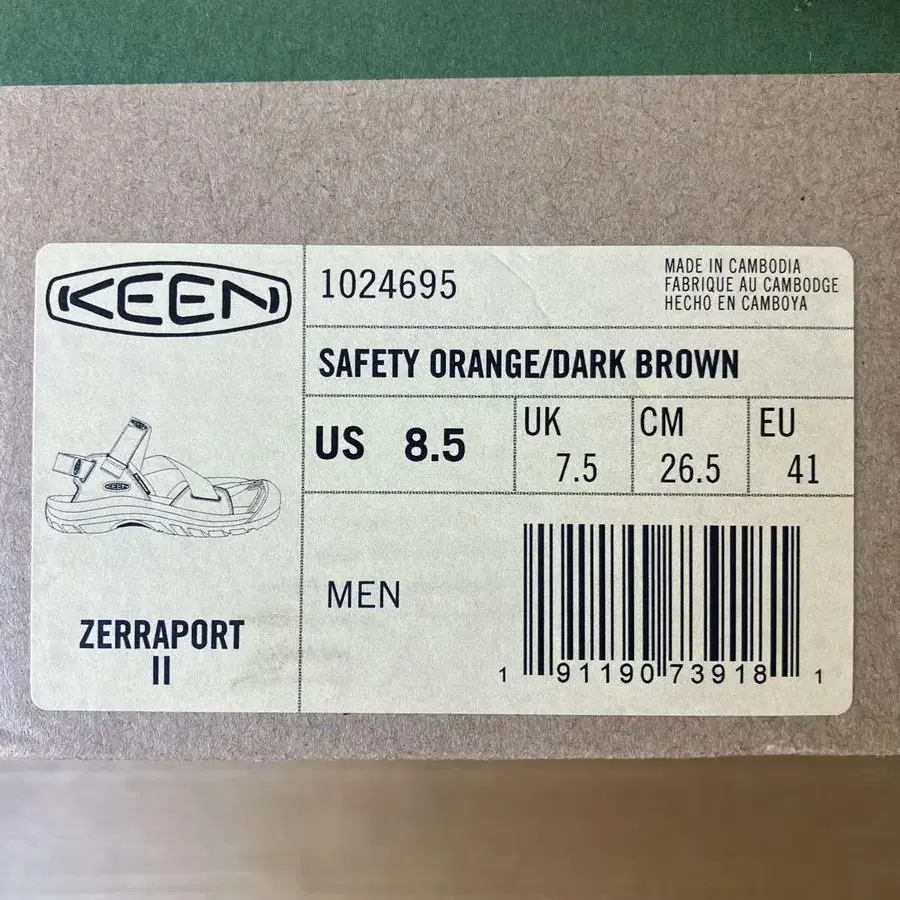 KEEN
1024695
MADE IN CAMBODIA
FABRIQUE AU CAMBODGE
HECHO EN CAMBOYA
SAFETY ORANGE/DARK BROWN
US 8.5
UK 7.5
CM 26.5
EU 41
KEEN
ZERRAPORT
II
MEN
1 91190 73918 1